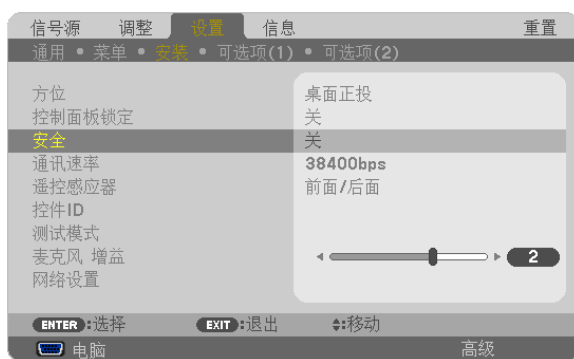 信号源 调整 设置 信息 重置
通用 • 菜单 • 安装 • 可选项(1) • 可选项(2)
方位 桌面正投
控制面板锁定 关
安全 关
通讯速率 38400bps
遥控感应器 前面/后面
控件ID
测试模式
麦克风 增益 2
网络设置
ENTER:选择 EXIT:退出 :移动
电脑 高级